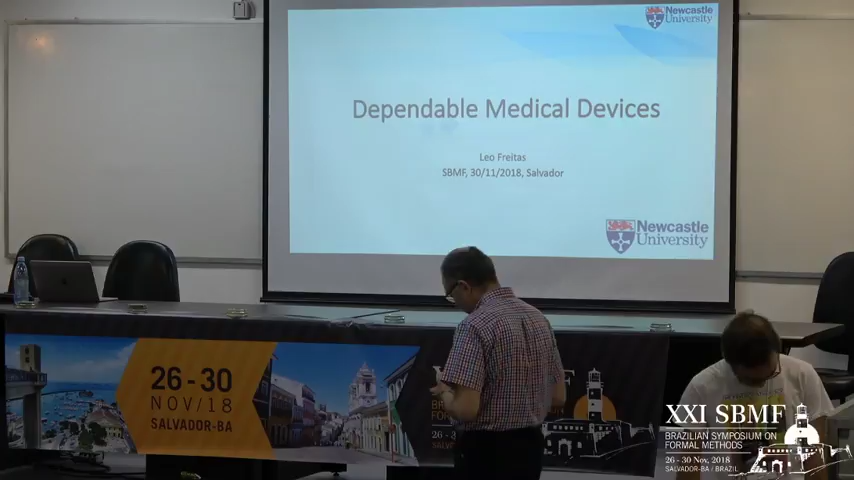 Newcastle
University
Dependable Medical Devices
Leo Freitas
SBMF, 30/11/2018, Salvador
Newcastle
University
26 - 30
NOV/18
SALVADOR-BA
XXI SBMF
BRAZILIAN SYMPOSIUM ON
FORMAL METHODS
26 - 30 Nov, 2018
SALVADOR-BA / BRAZIL